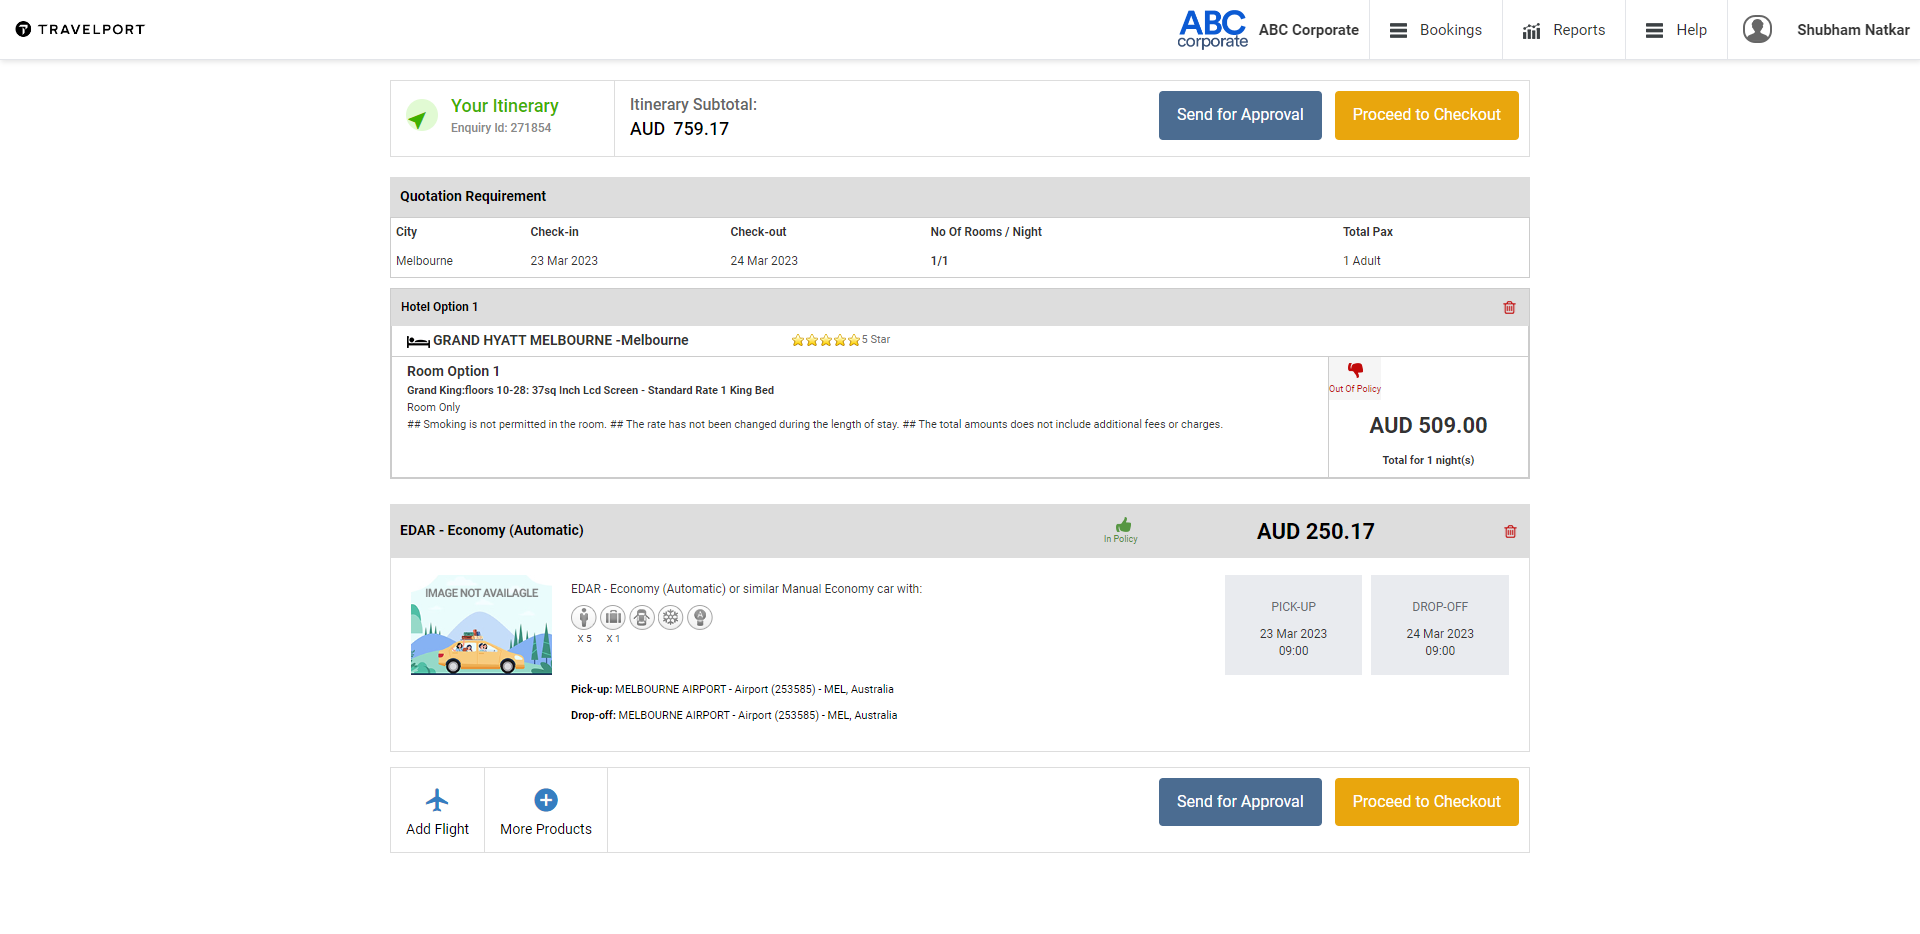 TRAVELPORT
ABC
corporate
ABC Corporate
Bookings
Reports
Help
Shubham Natkar
Your Itinerary
Enquiry Id: 271854
Itinerary Subtotal:
AUD 759.17
Send for Approval
Proceed to Checkout
Quotation Requirement
City Check-in Check-out No Of Rooms / Night Total Pax
Melbourne 23 Mar 2023 24 Mar 2023 1/1 1 Adult
Hotel Option 1
GRAND HYATT MELBOURNE -Melbourne 5 Star
Room Option 1
Grand King:floors 10-28: 37sq Inch Lcd Screen - Standard Rate 1 King Bed
Room Only
## Smoking is not permitted in the room. ## The rate has not been changed during the length of stay. ## The total amounts does not include additional fees or charges.
Out Of Policy
AUD 509.00
Total for 1 night(s)
EDAR - Economy (Automatic)
In Policy
AUD 250.17
IMAGE NOT AVAILAGLE
EDAR - Economy (Automatic) or similar Manual Economy car with:
X 5 X 1
Pick-up: MELBOURNE AIRPORT - Airport (253585) - MEL, Australia
Drop-off: MELBOURNE AIRPORT - Airport (253585) - MEL, Australia
PICK-UP
23 Mar 2023
09:00
DROP-OFF
24 Mar 2023
09:00
Add Flight
More Products
Send for Approval
Proceed to Checkout